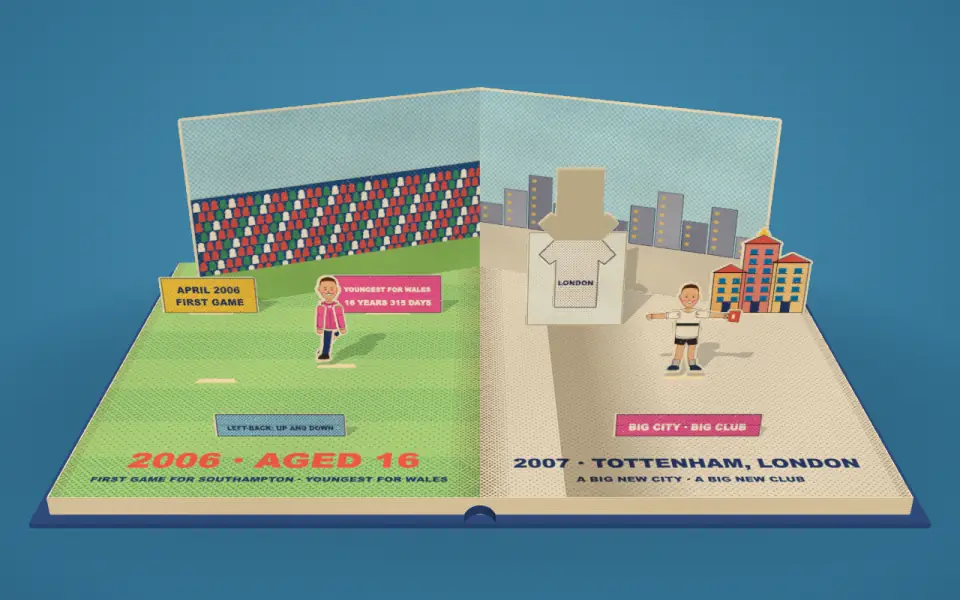 APRIL 2006
FIRST GAME
YOUNGEST FOR WALES
16 YEARS 315 DAYS
LEFT-BACK: UP AND DOWN
2006 · AGED 16
FIRST GAME FOR SOUTHAMPTON · YOUNGEST FOR WALES
LONDON
BIG CITY · BIG CLUB
2007 · TOTTENHAM, LONDON
A BIG NEW CITY · A BIG NEW CLUB